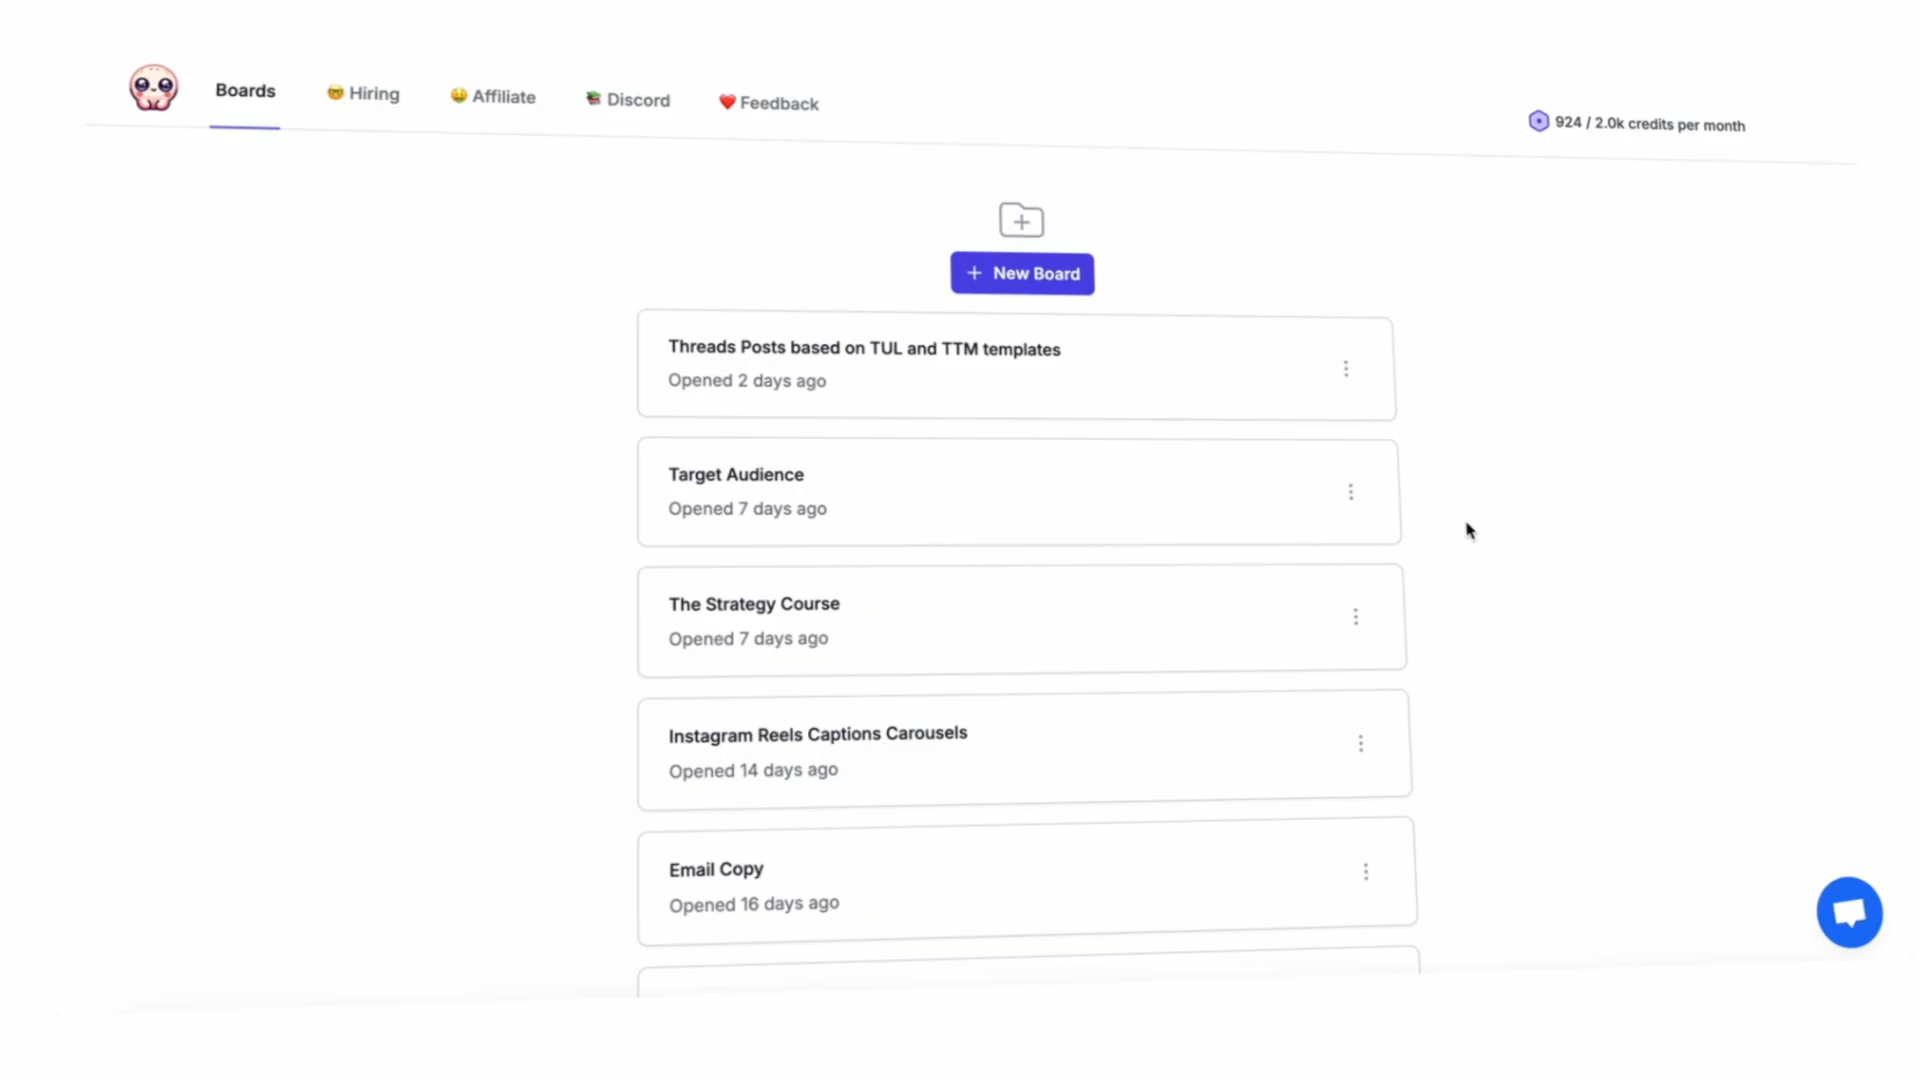 Boards
Hiring
Affiliate
Discord
Feedback
924 / 2.0k credits per month
+ New Board
Threads Posts based on TUL and TTM templates
Opened 2 days ago
Target Audience
Opened 7 days ago
The Strategy Course
Opened 7 days ago
Instagram Reels Captions Carousels
Opened 14 days ago
Email Copy
Opened 16 days ago